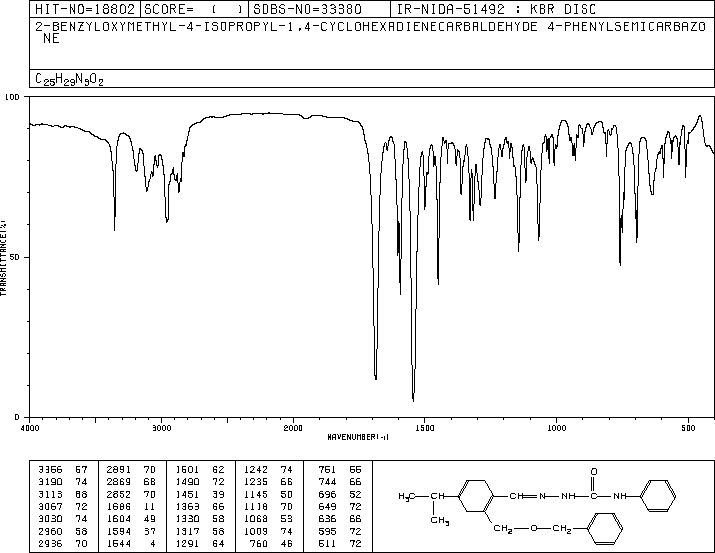 HIT-NO=18802 SCORE= ( ) SDBS-NO=33380 IR-NIDA-51492 : KBR DISC
2-BENZYLOXYMETHYL-4-ISOPROPYL-1,4-CYCLOHEXADIENECARBALDEHYDE 4-PHENYLSEMICARBAZO
NE
C25H29N3O2
100
50
0
TRANSMITTANCE(%)
4000 3000 2000 1500 1000 500
WAVENUMBER(-1)
3366 57 2891 70 1601 62 1242 74 751 55
3190 74 2869 68 1490 72 1235 66 744 66
3113 68 2852 70 1451 39 1145 50 696 52
3067 72 1686 11 1363 66 1118 70 649 72
3030 74 1604 49 1330 58 1068 53 636 66
2960 58 1594 37 1317 58 1009 74 595 72
2936 70 1544 4 1291 64 760 46 511 72
O
H3C CH CH=N NH C NH
CH3 CH2 O CH2